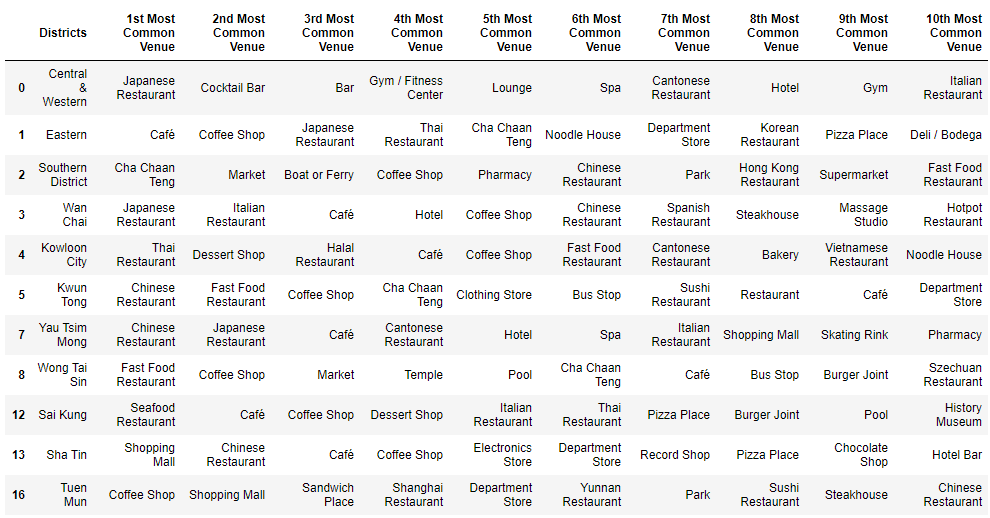 Districts 1st Most Common Venue 2nd Most Common Venue 3rd Most Common Venue 4th Most Common Venue 5th Most Common Venue 6th Most Common Venue 7th Most Common Venue 8th Most Common Venue 9th Most Common Venue 10th Most Common Venue
0 Central & Western Japanese Restaurant Cocktail Bar Bar Gym / Fitness Center Lounge Spa Cantonese Restaurant Hotel Gym Italian Restaurant
1 Eastern Café Coffee Shop Japanese Restaurant Thai Restaurant Cha Chaan Teng Noodle House Department Store Korean Restaurant Pizza Place Deli / Bodega
2 Southern District Cha Chaan Teng Market Boat or Ferry Coffee Shop Pharmacy Chinese Restaurant Park Hong Kong Restaurant Supermarket Fast Food Restaurant
3 Wan Chai Japanese Restaurant Italian Restaurant Café Hotel Coffee Shop Chinese Restaurant Spanish Restaurant Steakhouse Massage Studio Hotpot Restaurant
4 Kowloon City Thai Restaurant Dessert Shop Halal Restaurant Café Coffee Shop Fast Food Restaurant Cantonese Restaurant Bakery Vietnamese Restaurant Noodle House
5 Kwun Tong Chinese Restaurant Fast Food Restaurant Coffee Shop Cha Chaan Teng Clothing Store Bus Stop Sushi Restaurant Restaurant Café Department Store
7 Yau Tsim Mong Chinese Restaurant Japanese Restaurant Café Cantonese Restaurant Hotel Spa Italian Restaurant Shopping Mall Skating Rink Pharmacy
8 Wong Tai Sin Fast Food Restaurant Coffee Shop Market Temple Pool Cha Chaan Teng Café Bus Stop Burger Joint Szechuan Restaurant
12 Sai Kung Seafood Restaurant Café Coffee Shop Dessert Shop Italian Restaurant Thai Restaurant Pizza Place Burger Joint Pool History Museum
13 Sha Tin Shopping Mall Chinese Restaurant Café Coffee Shop Electronics Store Department Store Record Shop Pizza Place Chocolate Shop Hotel Bar
16 Tuen Mun Coffee Shop Shopping Mall Sandwich Place Shanghai Restaurant Department Store Yunnan Restaurant Park Sushi Restaurant Steakhouse Chinese Restaurant